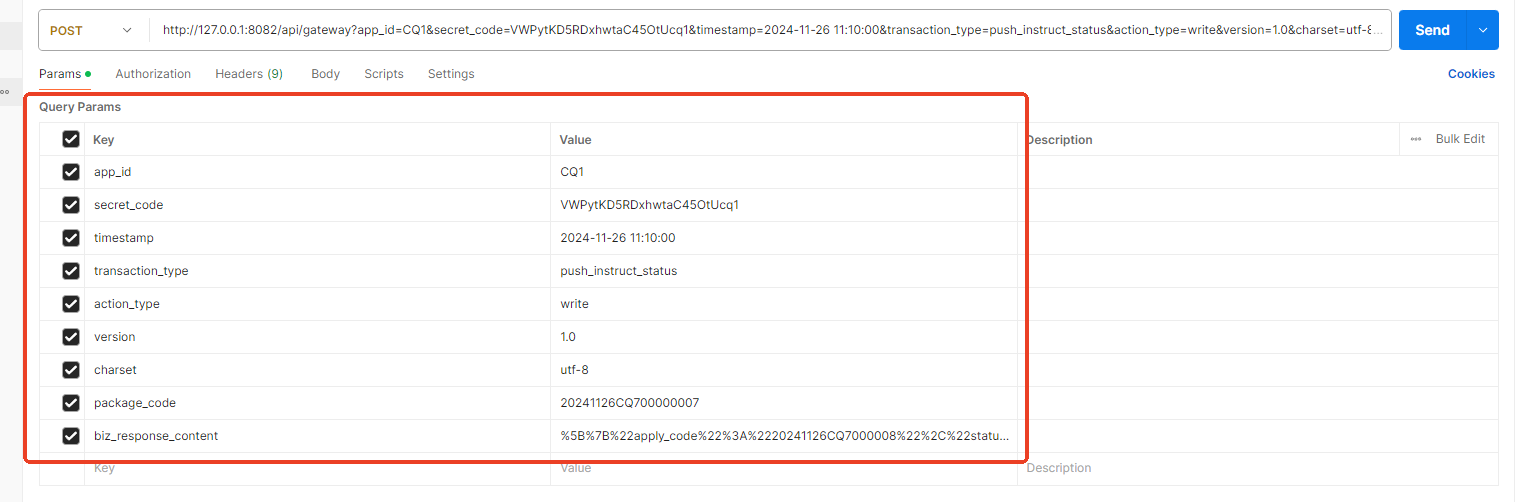 POST http://127.0.0.1:8082/api/gateway?app_id=CQ1&secret_code=VWPytKD5RDxhwtaC45OtUcq1&timestamp=2024-11-26 11:10:00&transaction_type=push_instruct_status&action_type=write&version=1.0&charset=utf-8... Send
Params Authorization Headers (9) Body Scripts Settings Cookies
Query Params
Key Value Description Bulk Edit
app_id CQ1
secret_code VWPytKD5RDxhwtaC45OtUcq1
timestamp 2024-11-26 11:10:00
transaction_type push_instruct_status
action_type write
version 1.0
charset utf-8
package_code 20241126CQ700000007
biz_response_content %5B%7B%22apply_code%22%3A%2220241126CQ7000008%22%2C%22statu...
Key Value Description